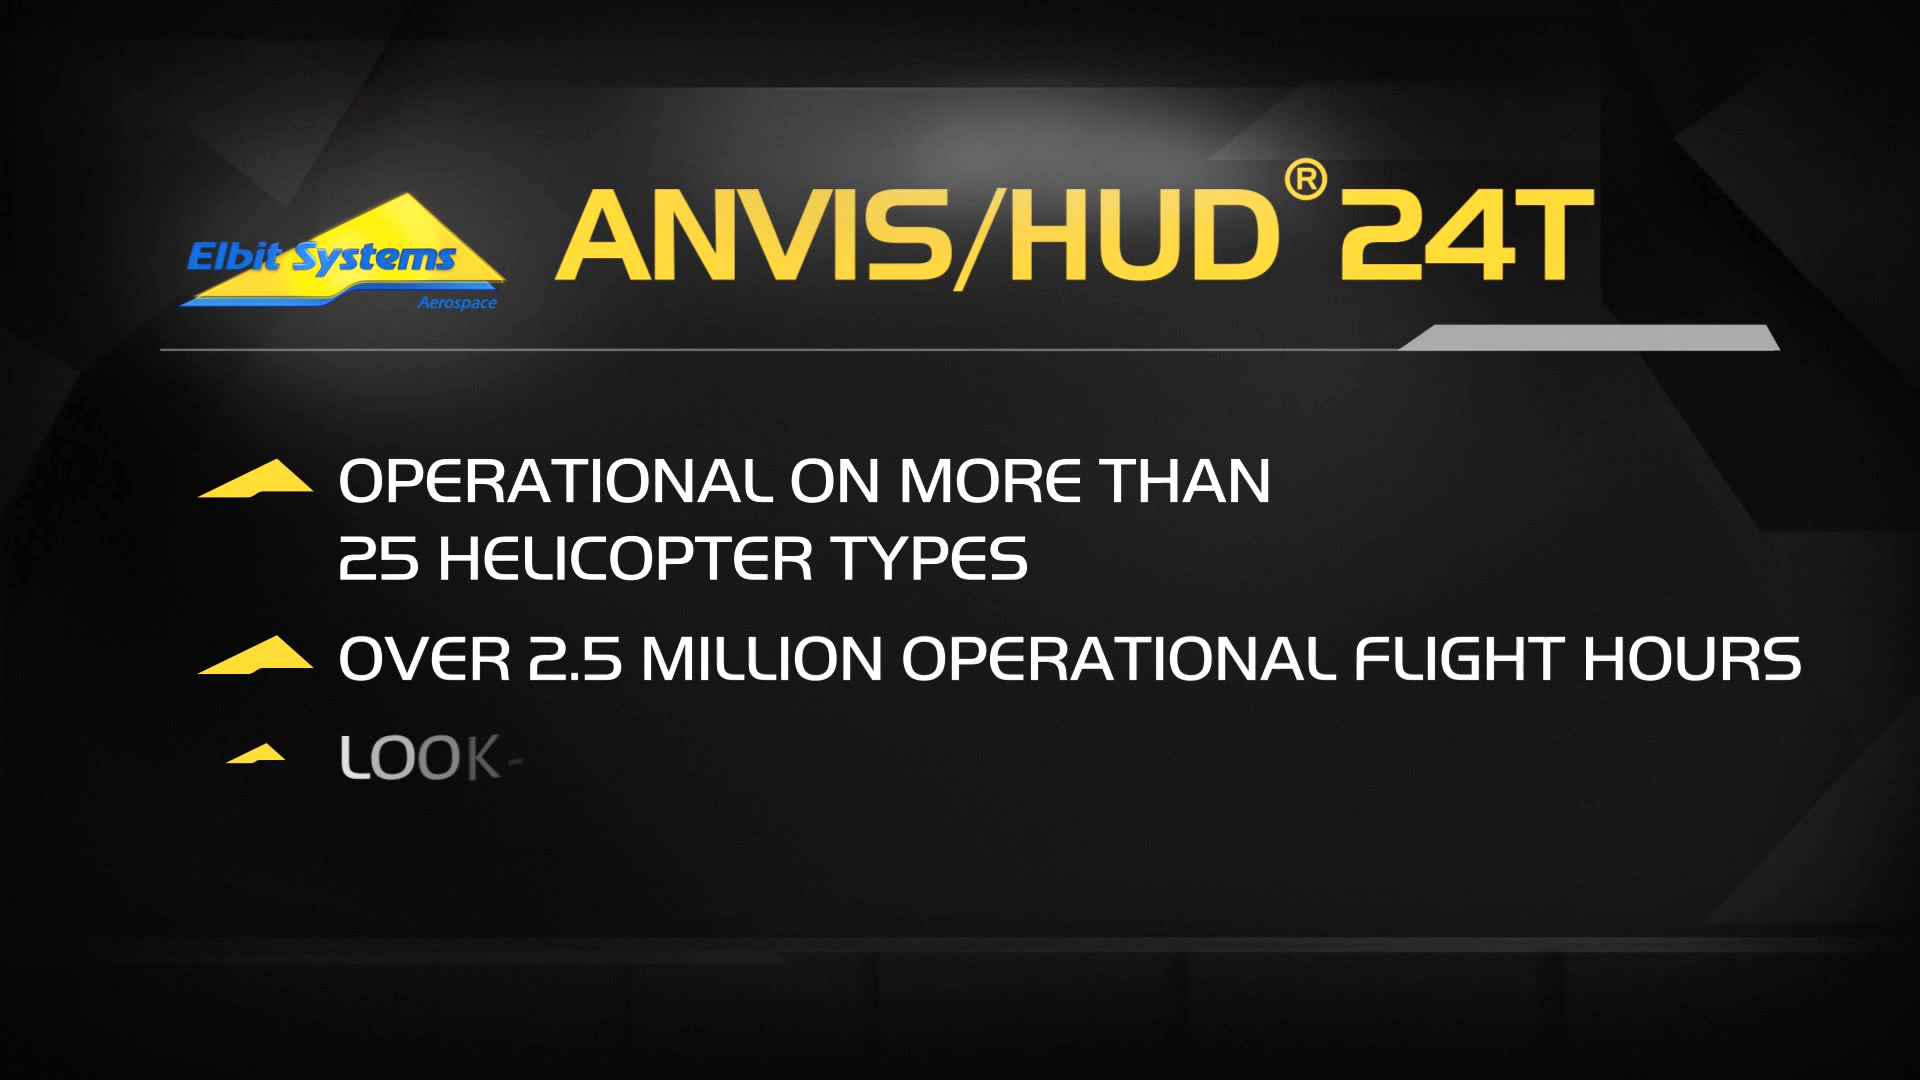 Elbit Systems
Aerospace
ANVIS/HUD® 24T
OPERATIONAL ON MORE THAN
25 HELICOPTER TYPES
OVER 2.5 MILLION OPERATIONAL FLIGHT HOURS
LOOK-